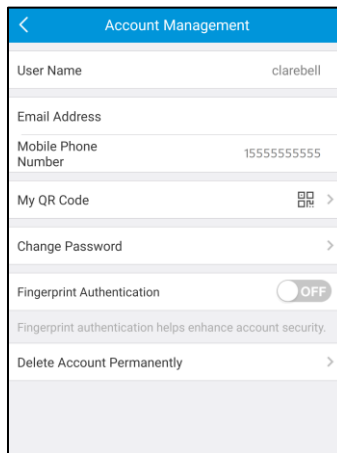 Account Management
User Name clarebell
Email Address
Mobile Phone
Number 15555555555
My QR Code
Change Password
Fingerprint Authentication OFF
Fingerprint authentication helps enhance account security.
Delete Account Permanently